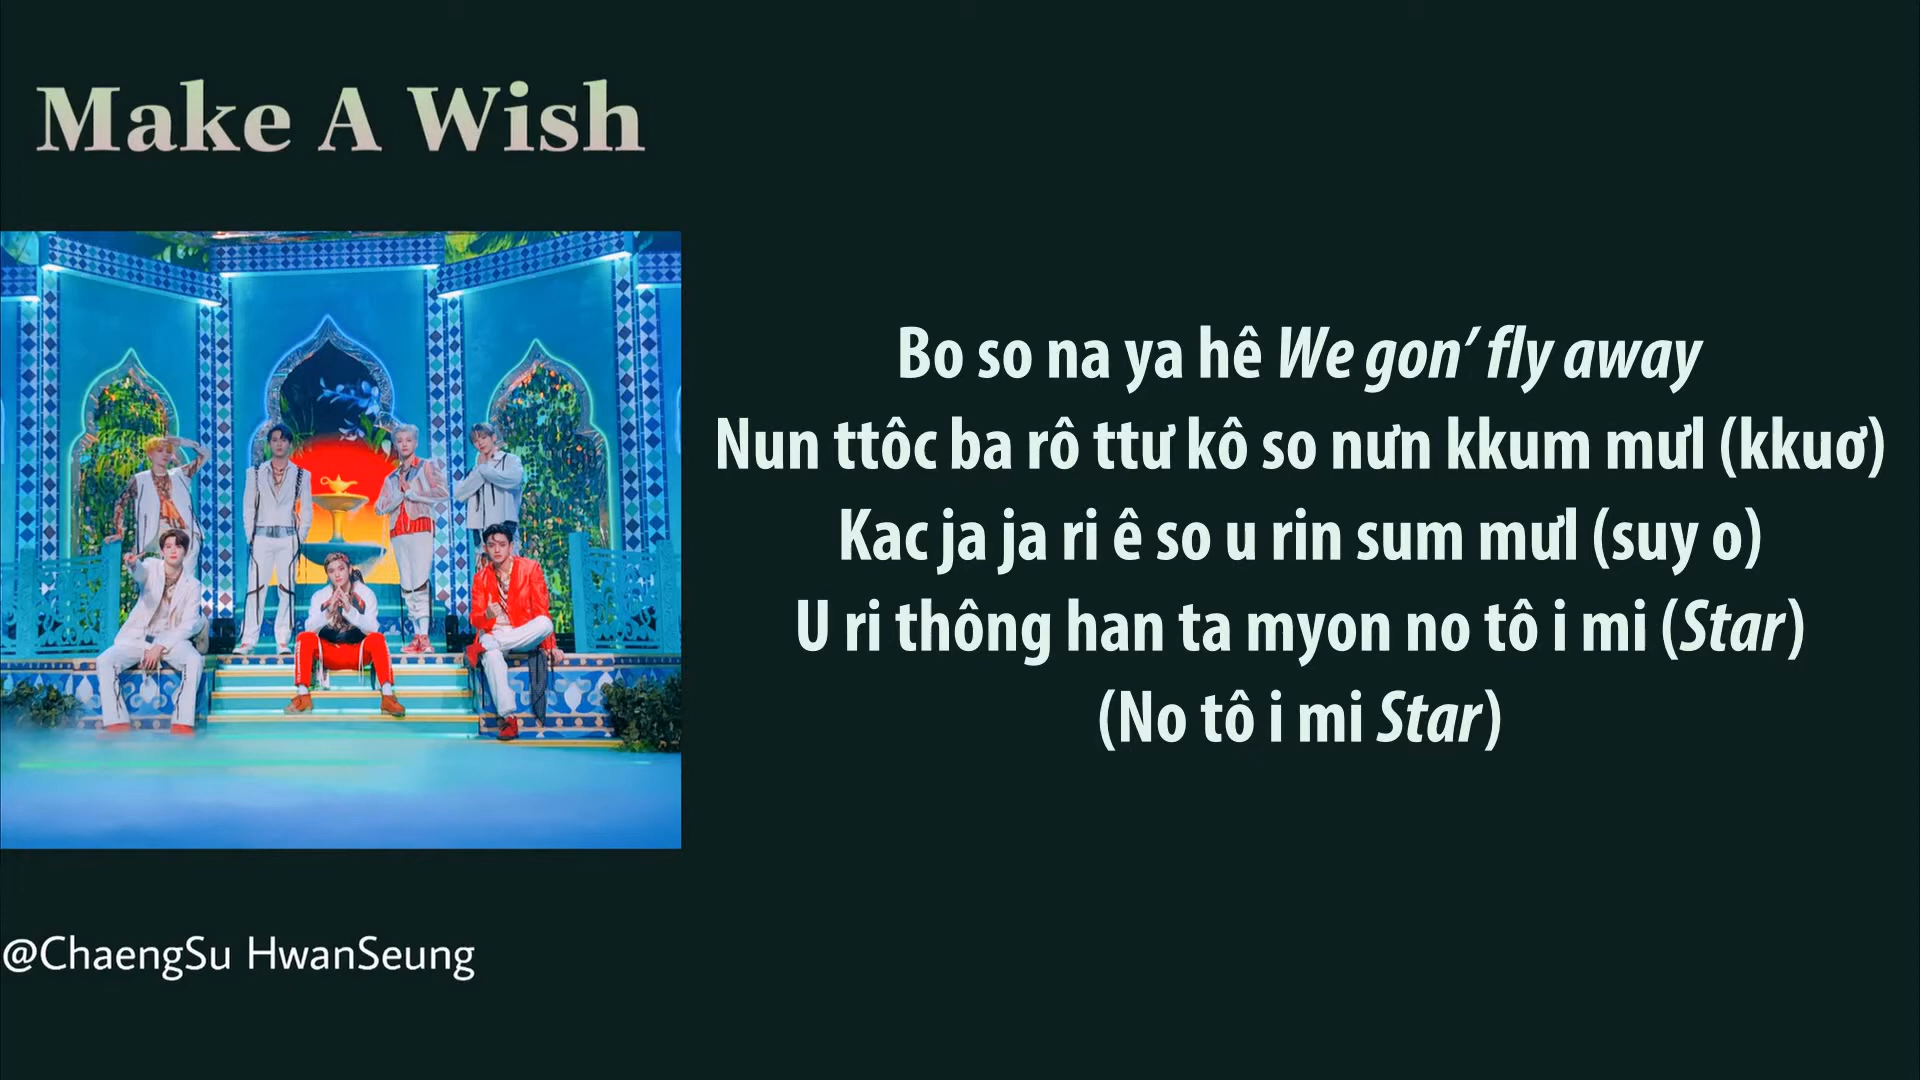 Make A Wish
Bo so na ya hê We gon’ fly away
Nun ttôc ba rô ttư kô so nưn kkum mưl (kkuơ)
Kac ja ja ri ê so u rin sum mưl (suy o)
U ri thông han ta myon no tô i mi (Star)
(No tô i mi Star)
@ChaengSu HwanSeung